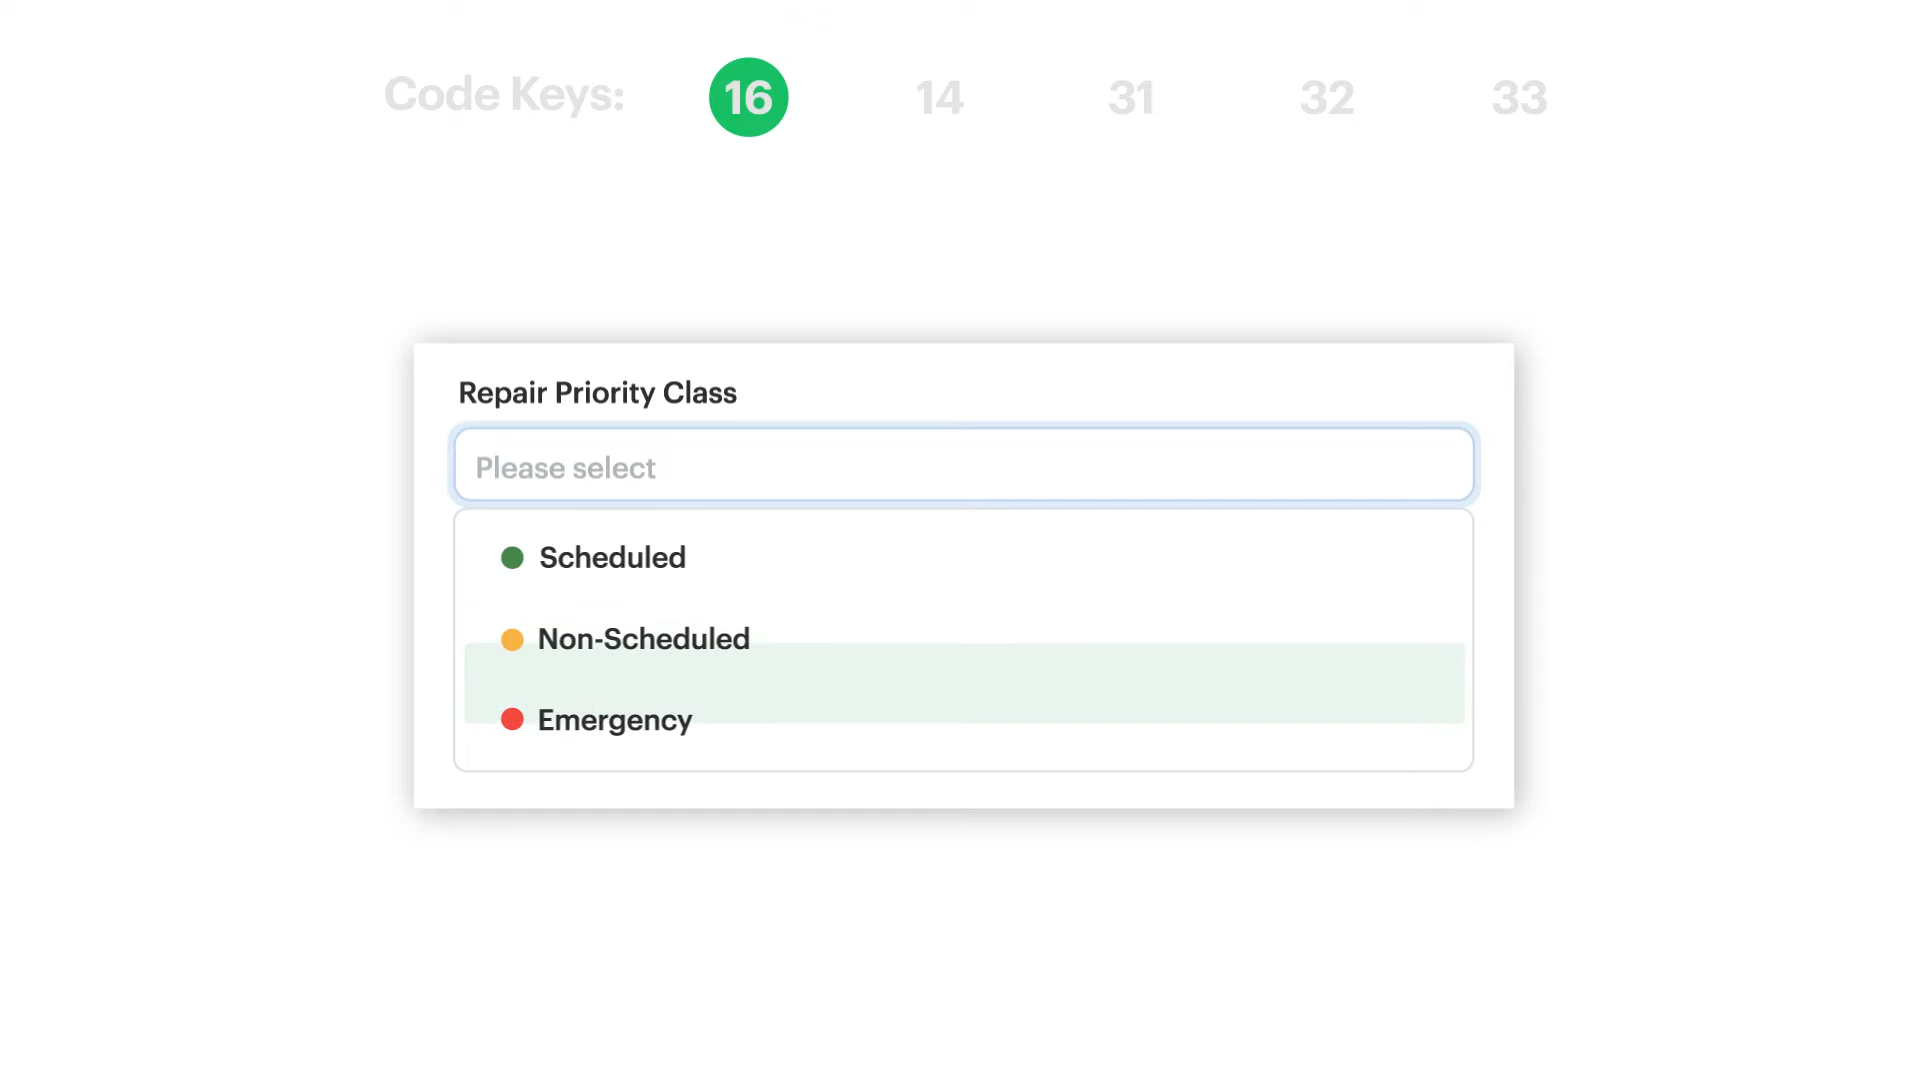 Code Keys: 16 14 31 32 33
Repair Priority Class
Please select
Scheduled
Non-Scheduled
Emergency